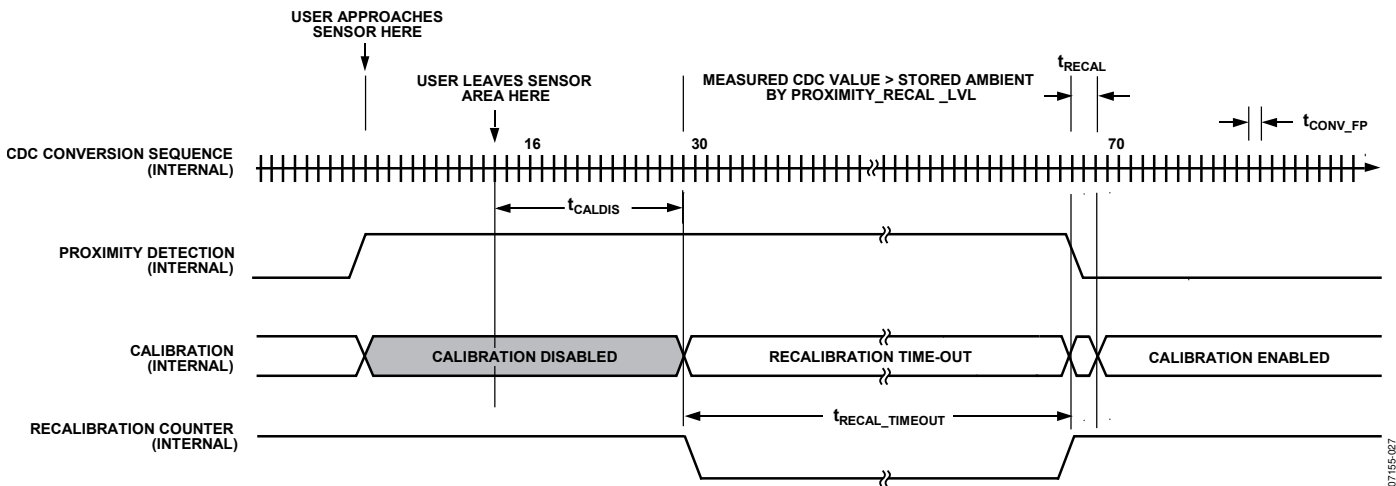 USER APPROACHES
SENSOR HERE
USER LEAVES SENSOR
AREA HERE
MEASURED CDC VALUE > STORED AMBIENT
BY PROXIMITY_RECAL _LVL
tRECAL
tCONV_FP
CDC CONVERSION SEQUENCE
(INTERNAL)
16
30
70
tCALDIS
PROXIMITY DETECTION
(INTERNAL)
CALIBRATION
(INTERNAL)
CALIBRATION DISABLED
RECALIBRATION TIME-OUT
CALIBRATION ENABLED
tRECAL_TIMEOUT
RECALIBRATION COUNTER
(INTERNAL)
07155-027